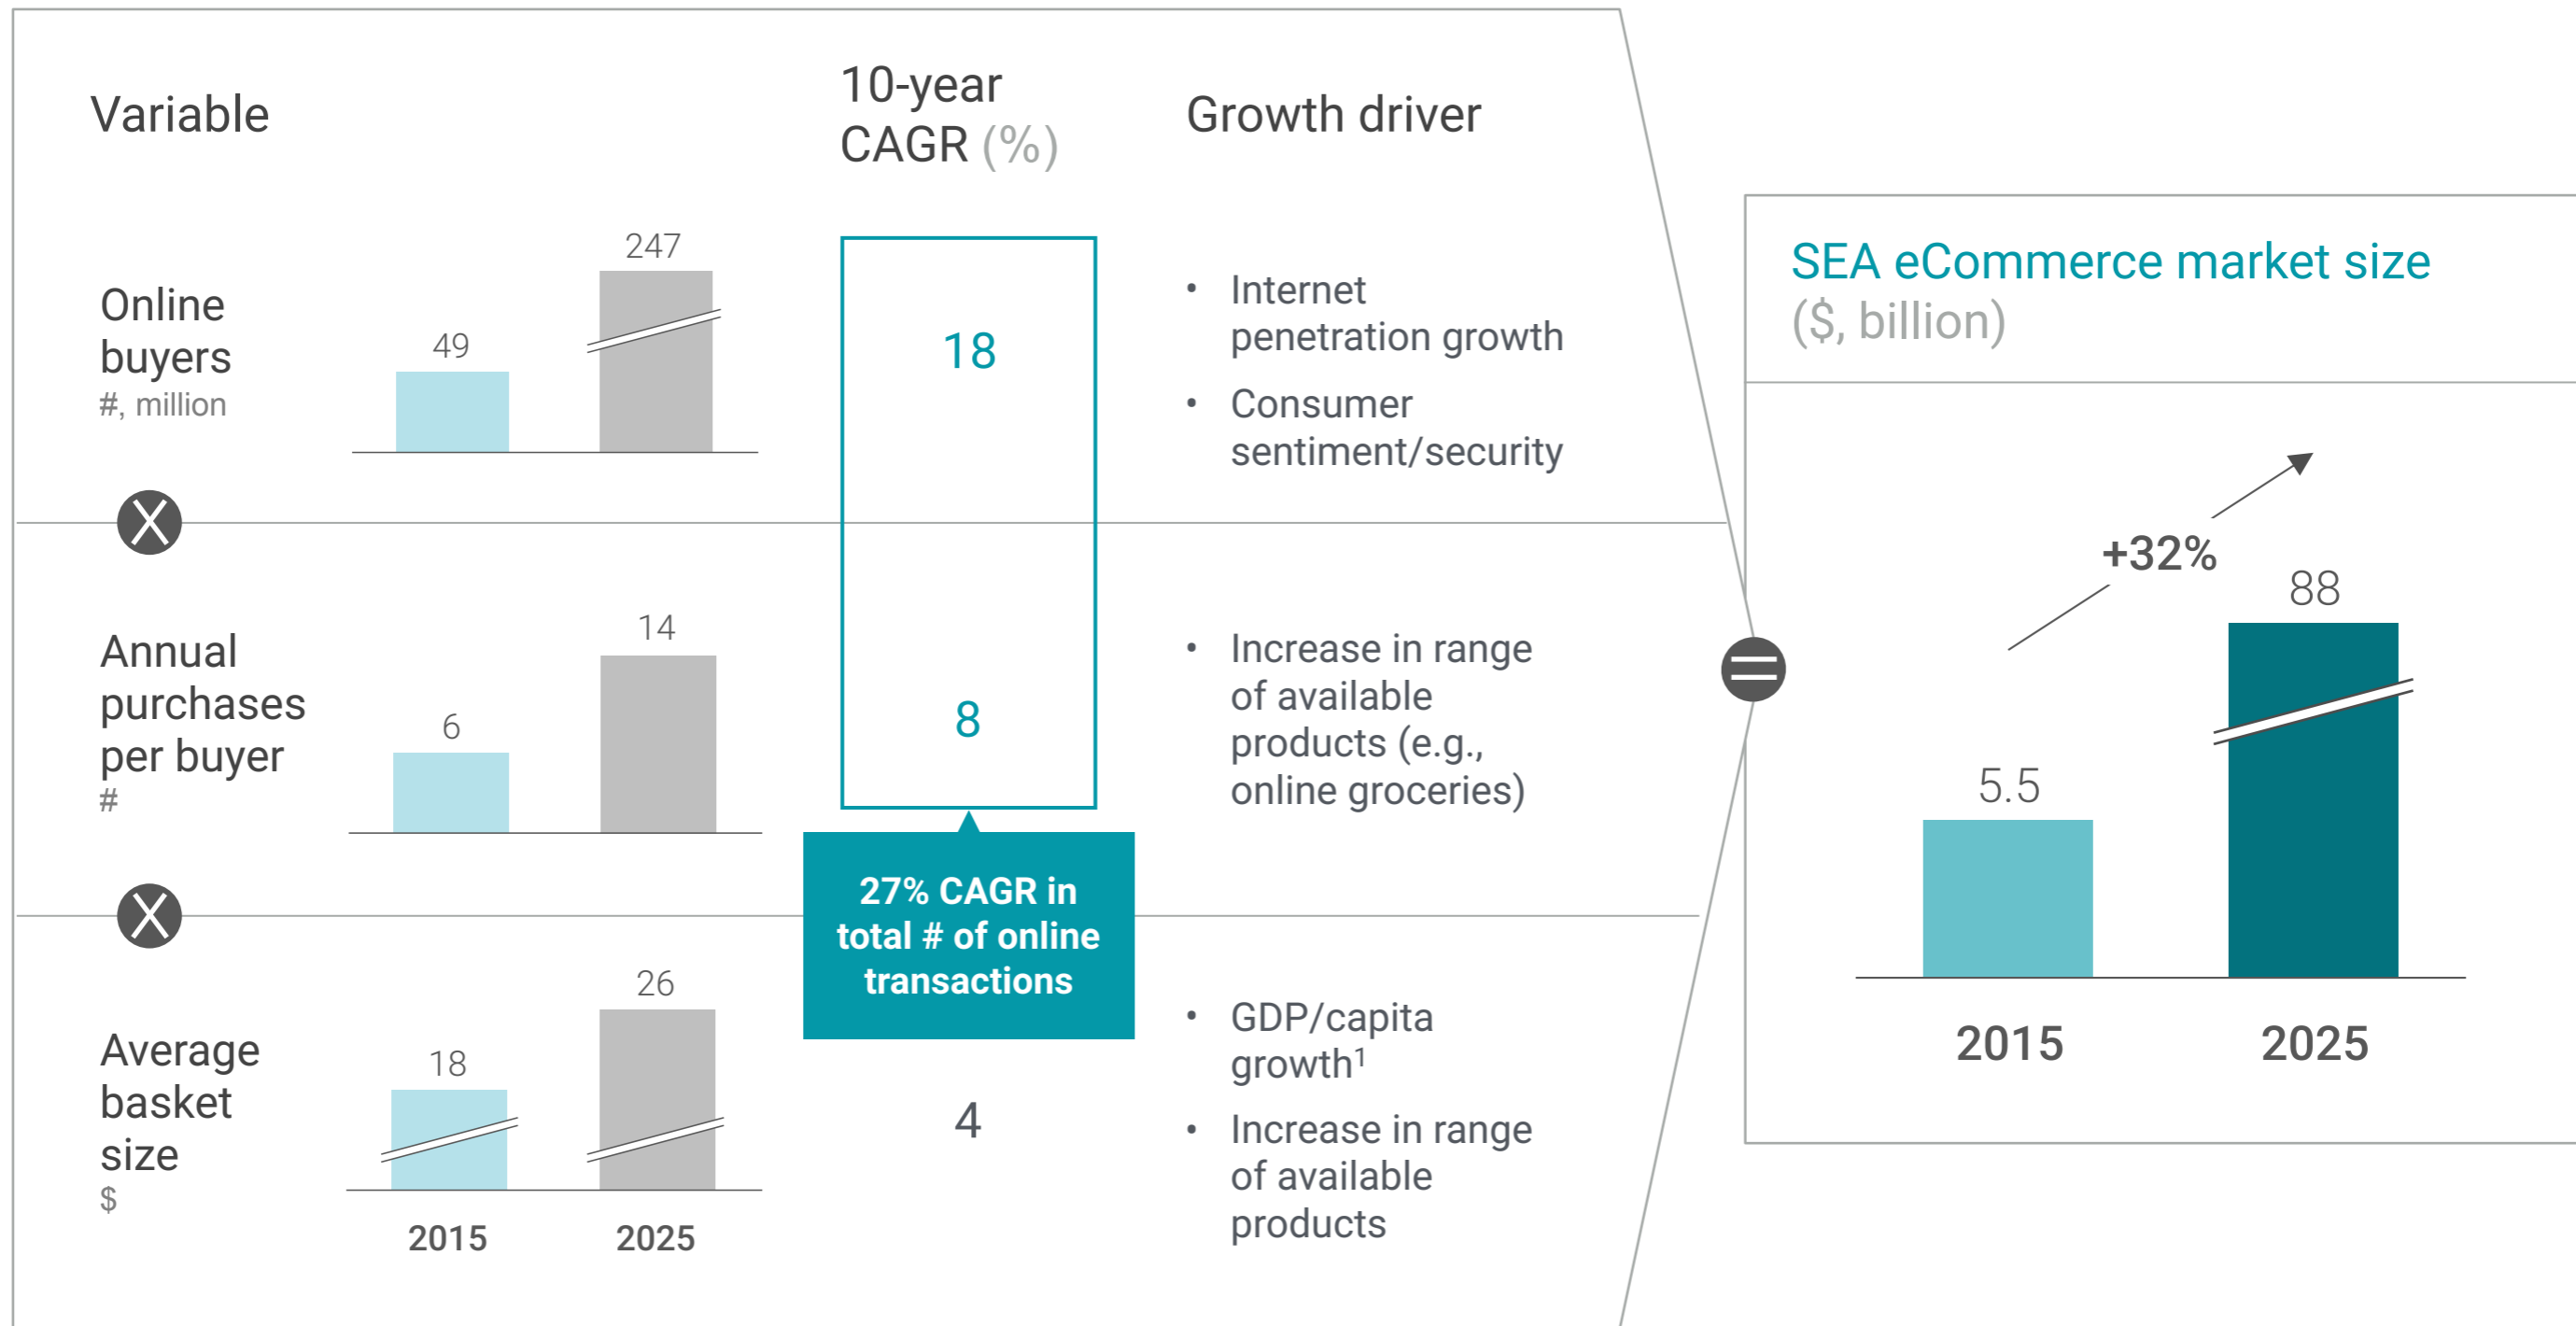 Variable
10-year
CAGR (%)
Growth driver
Online
buyers
#, million
49
247
18
• Internet
penetration growth
• Consumer
sentiment/security
X
Annual
purchases
per buyer
#
6
14
8
• Increase in range
of available
products (e.g.,
online groceries)
X
27% CAGR in
total # of online
transactions
Average
basket
size
$
18
26
2015
2025
4
• GDP/capita
growth¹
• Increase in range
of available
products
=
SEA eCommerce market size
($, billion)
+32%
5.5
88
2015
2025